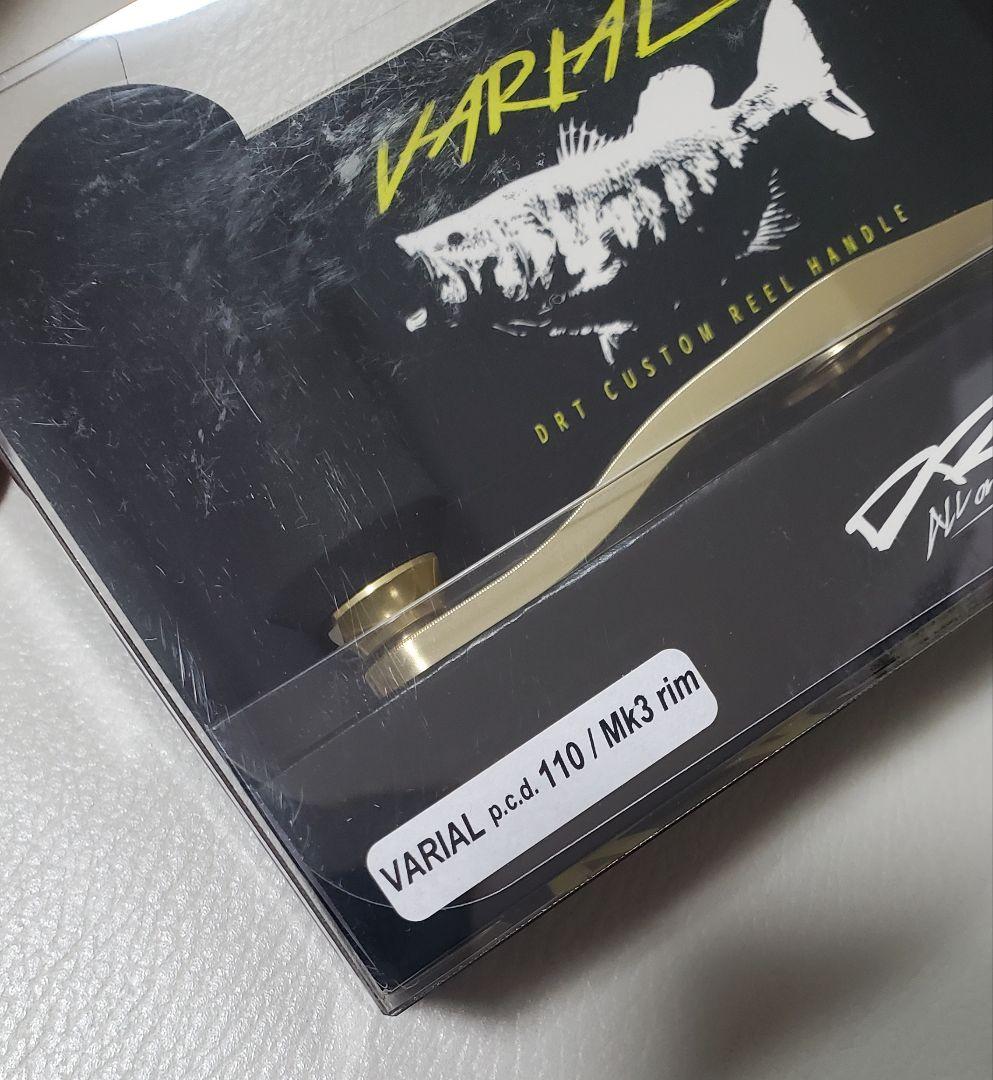 VARIAL
DRT CUSTOM REEL HANDLE
VARIAL p.c.d. 110 / Mk3 rim